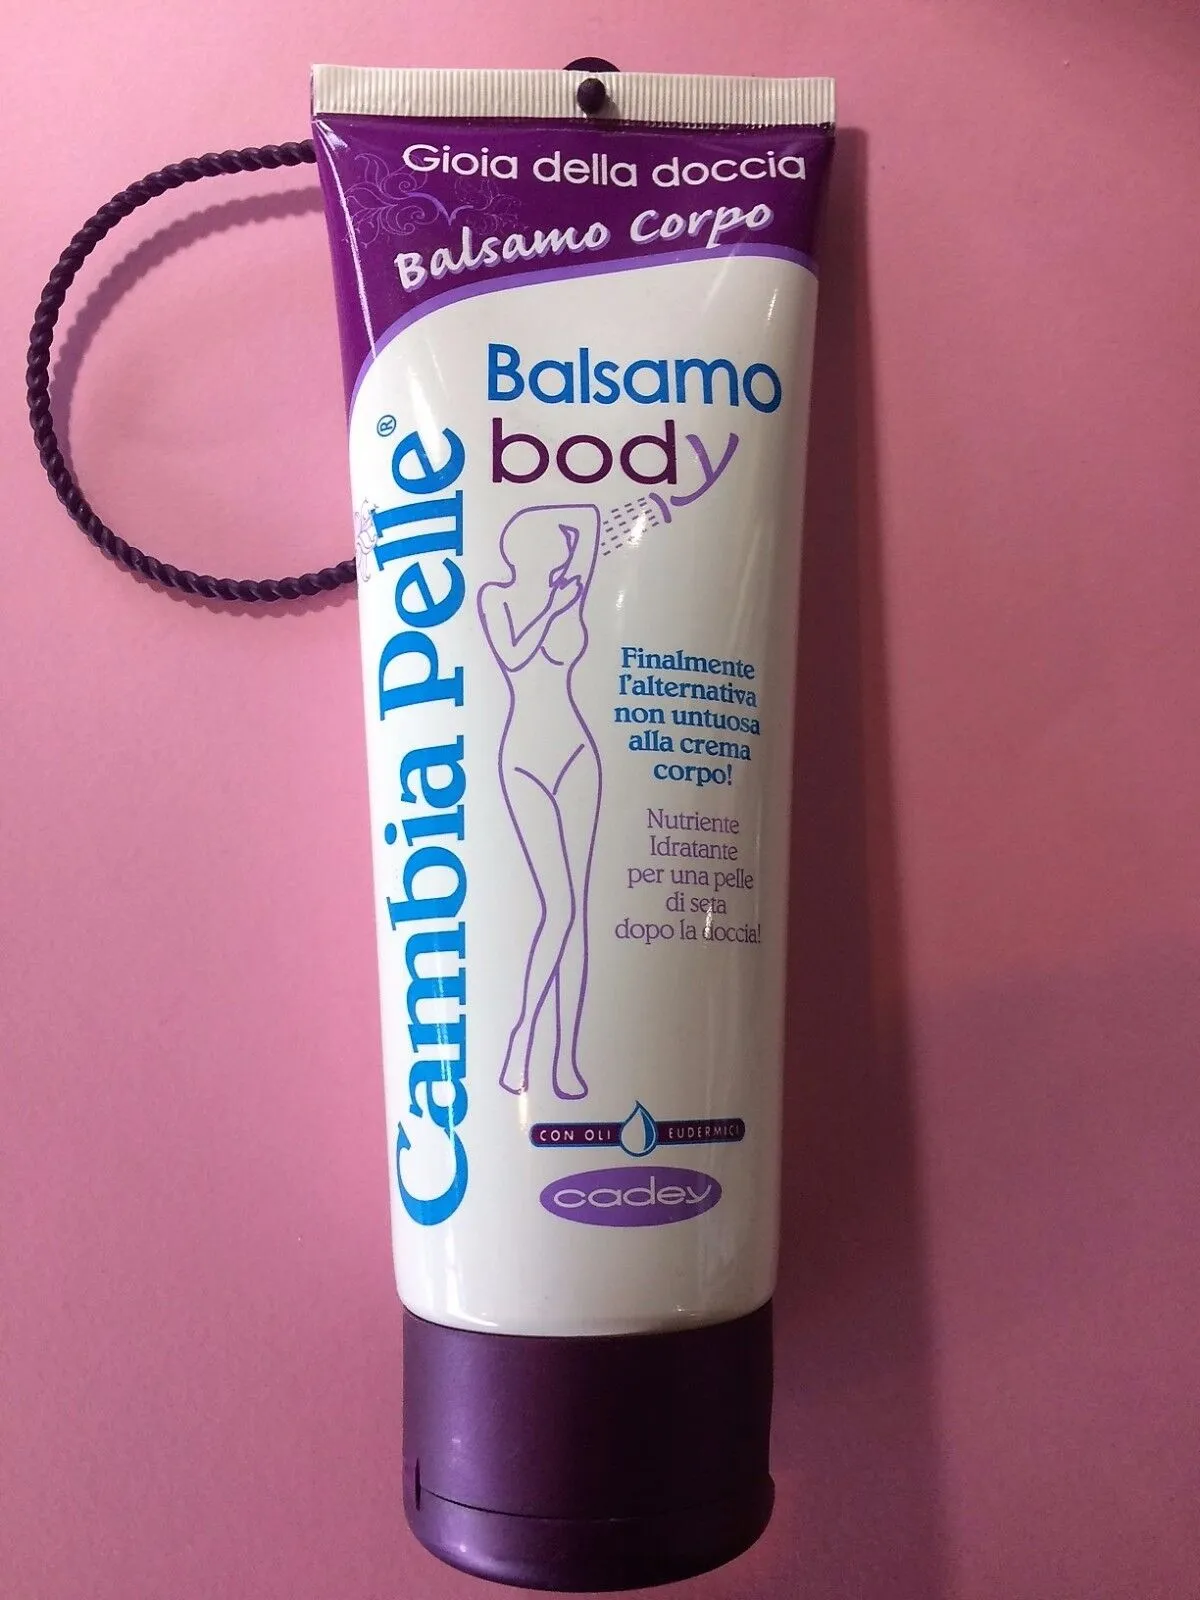 Gioia della doccia
Balsamo Corpo
Balsamo
body
Cambia Pelle®
Finalmente
l'alternativa
non untuosa
alla crema
corpo!
Nutriente
Idratante
per una pelle
di seta
dopo la doccia!
CON OLI EUDERMICI
cadey